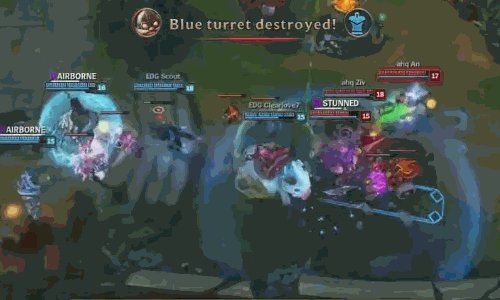 Blue turret destroyed!
ahq An
17
AIRBORNE
16
EDG Scout
18
ahq Ziv
18
EDG Clearlove7
15
STUNNED
15
AIRBORNE
15